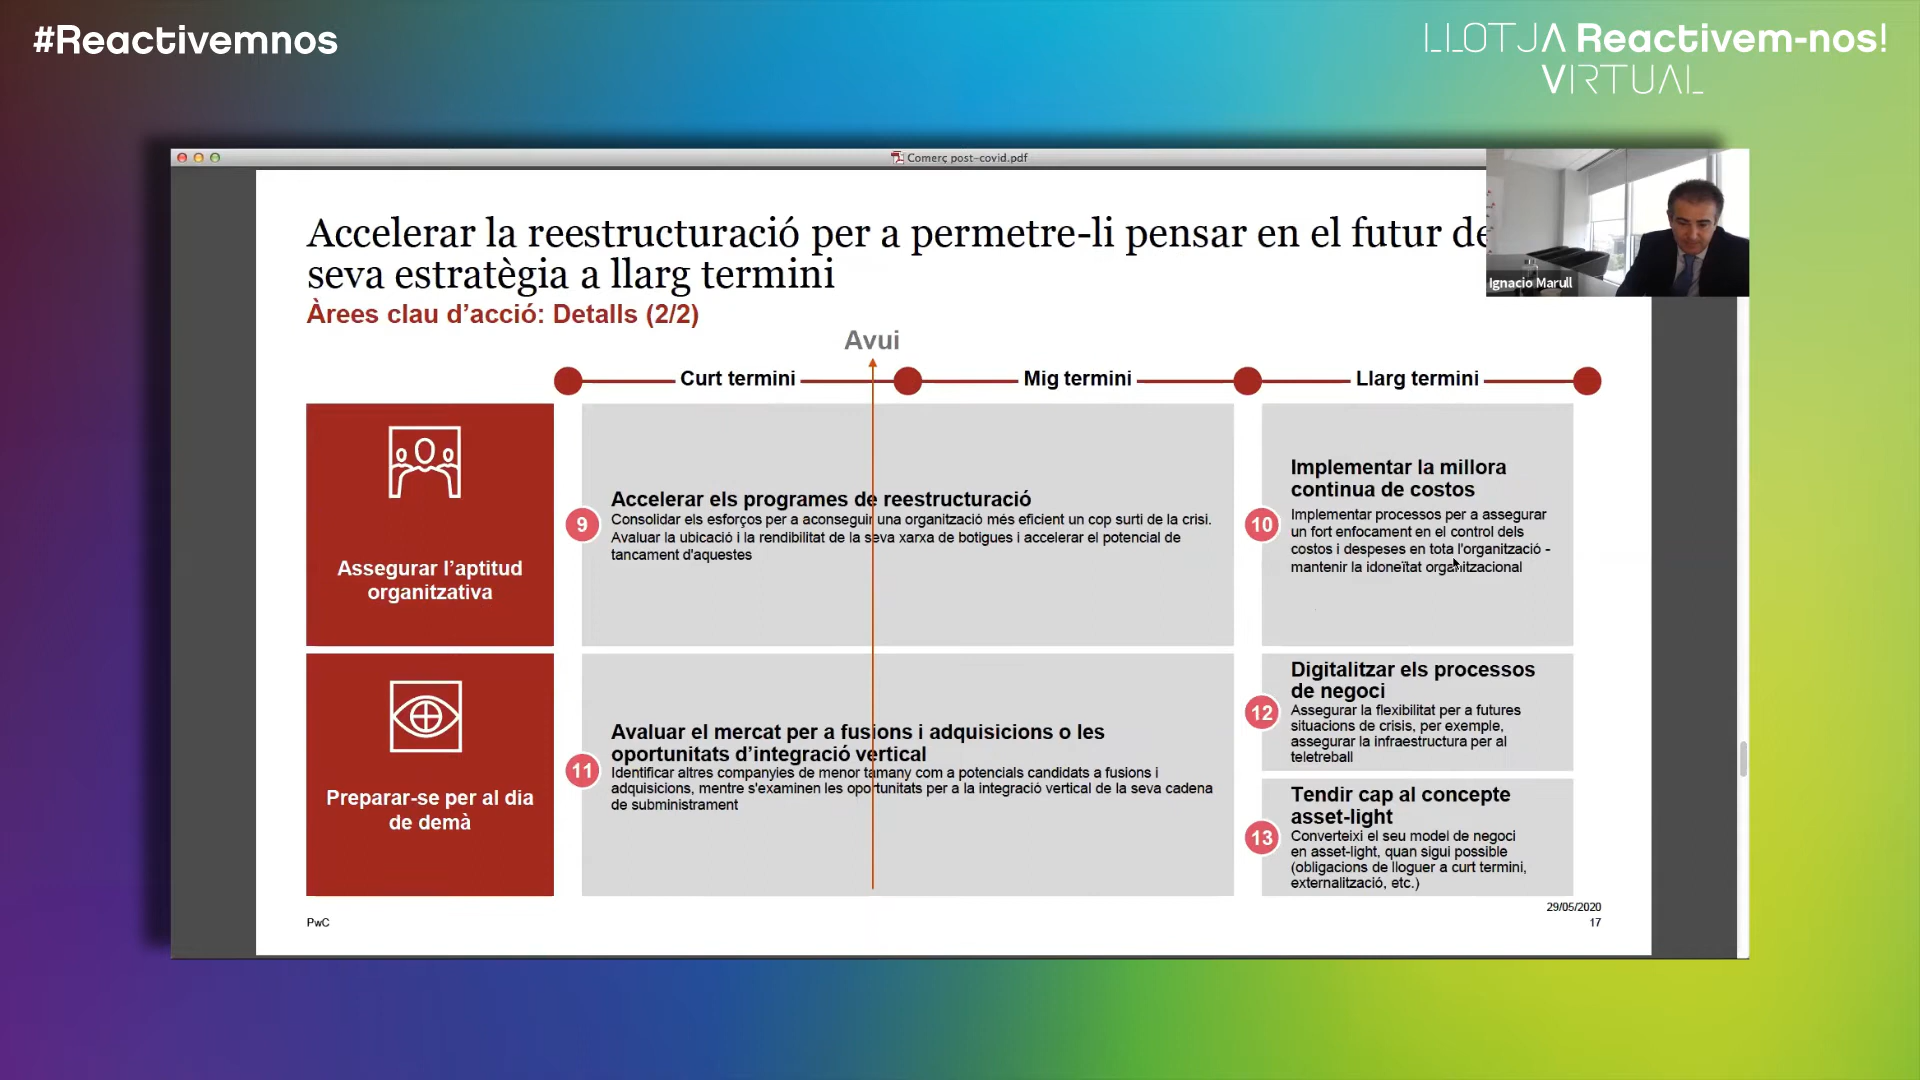 #Reactivemnos
LLOTJA Reactivem-nos!
VIRTUAL
Comerç post-covid.pdf
Accelerar la reestructuració per a permetre-li pensar en el futur de
seva estratègia a llarg termini
Ignacio Marull
Àrees clau d’acció: Detalls (2/2)
Avui
Curt termini
Mig termini
Llarg termini
Assegurar l’aptitud
organitzativa
9
Accelerar els programes de reestructuració
Consolidar els esforços per a aconseguir una organització més eficient un cop surti de la crisi.
Avaluar la ubicació i la rendibilitat de la seva xarxa de botigues i accelerar el potencial de
tancament d'aquestes
10
Implementar la millora
continua de costos
Implementar processos per a assegurar
un fort enfocament en el control dels
costos i despeses en tota l'organització -
mantenir la idoneïtat organitzacional
Preparar-se per al dia
de demà
11
Avaluar el mercat per a fusions i adquisicions o les
oportunitats d’integració vertical
Identificar altres companyies de menor tamany com a potencials candidats a fusions i
adquisicions, mentre s'examinen les oportunitats per a la integració vertical de la seva cadena
de subministrament
12
Digitalitzar els processos
de negoci
Assegurar la flexibilitat per a futures
situacions de crisis, per exemple,
assegurar la infraestructura per al
teletreball
13
Tendir cap al concepte
asset-light
Converteixi el seu model de negoci
en asset-light, quan sigui possible
(obligacions de lloguer a curt termini,
externalització, etc.)
PwC
29/05/2020
17